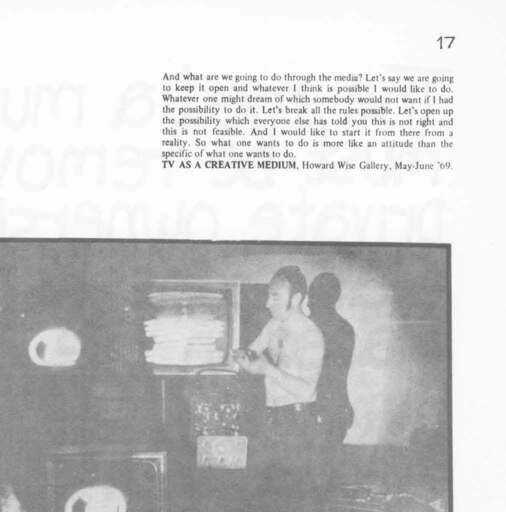 17
And what are we going to do through the media? Let's say we are going
to keep it open and whatever I think is possible I would like to do.
Whatever one might dream of which somebody would not want if I had
the possibility to do it. Let's break all the rules possible. Let's open up
the possibility which everyone else has told you this is not right and
this is not feasible. And I would like to start it from there from a
reality. So what one wants to do is more like an attitude than the
specific of what one wants to do.
TV AS A CREATIVE MEDIUM, Howard Wise Gallery, May-June '69.